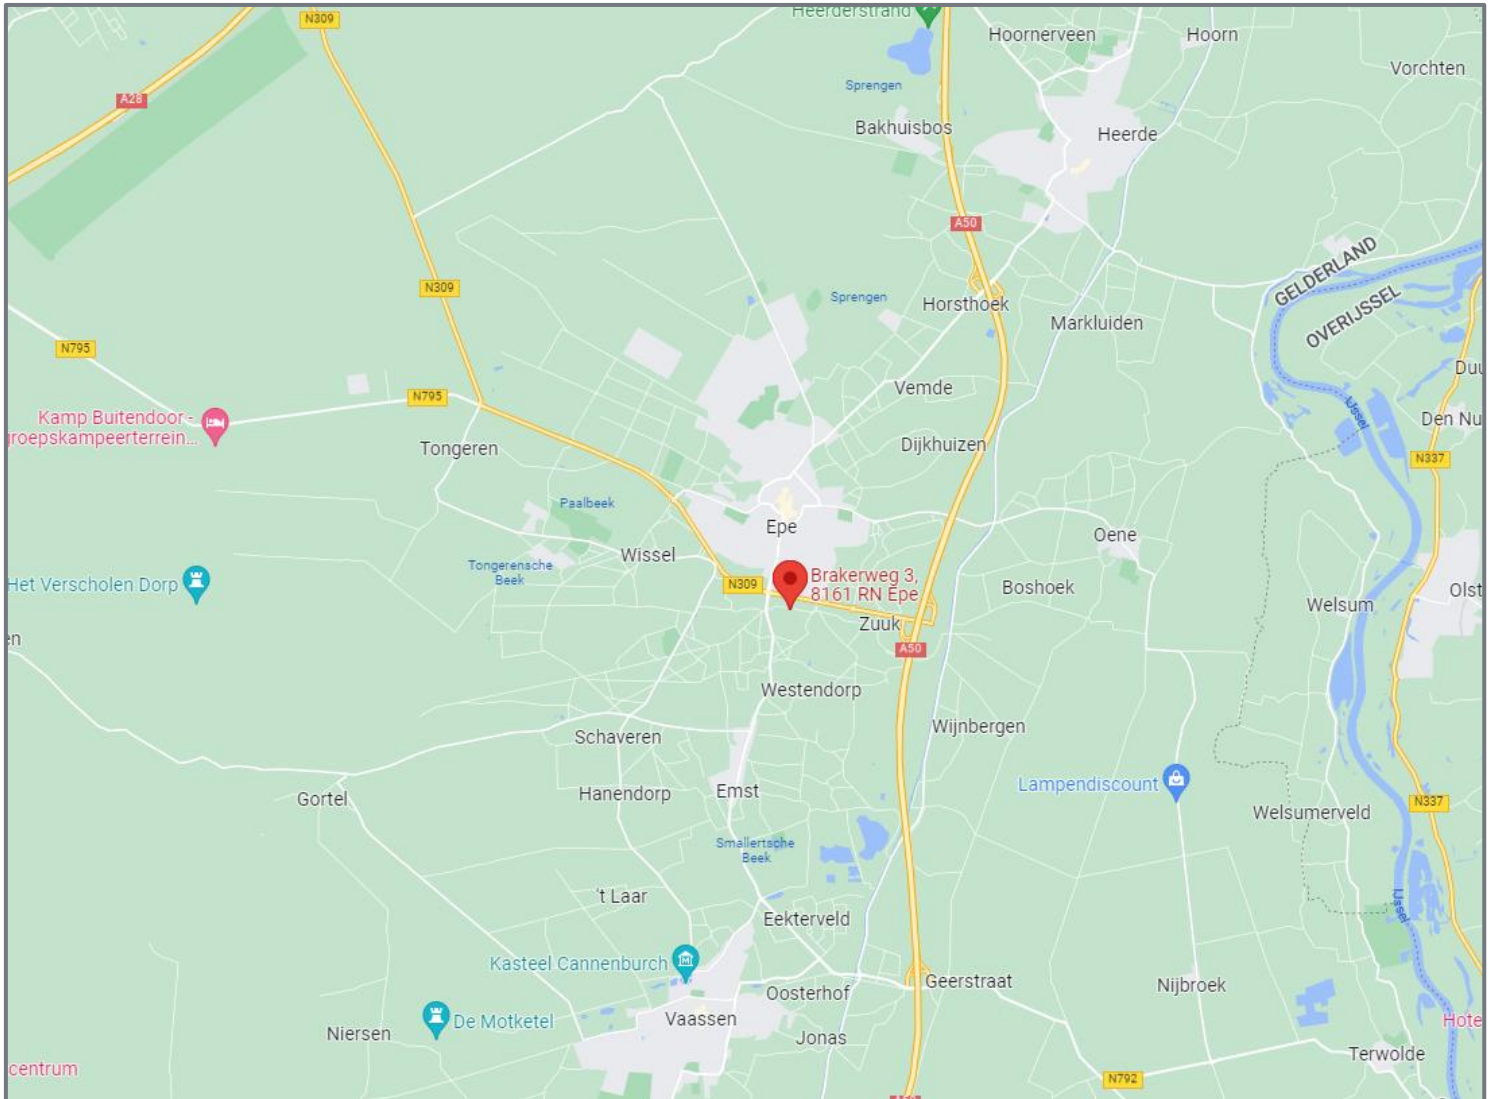 N309
Heerderstrand
Hoornerveen
Hoorn
Vorchten
A28
Sprengen
Bakhuisbos
Heerde
A50
GELDERLAND
OVERIJSSEL
N309
Sprengen
Horsthoek
Markluiden
N795
Duu
Vemde
N795
Kamp Buitendoor -
groepskampeerterrein...
IJssel
Den Nu
Tongeren
Dijkhuizen
N337
Paalbeek
Epe
Oene
Wissel
Tongerensche
Beek
Het Verscholen Dorp
N309
Brakerweg 3,
8161 RN Epe
Boshoek
Olst
Welsum
Zuuk
en
A50
Westendorp
Wijnbergen
Schaveren
Lampendiscount
Gortel
Hanendorp
Emst
N337
Welsumerveld
Smallertsche
Beek
't Laar
IJssel
Eekterveld
Kasteel Cannenburch
Geerstraat
Nijbroek
Oosterhof
De Motketel
Vaassen
Hote
Niersen
Jonas
Terwolde
centrum
N792